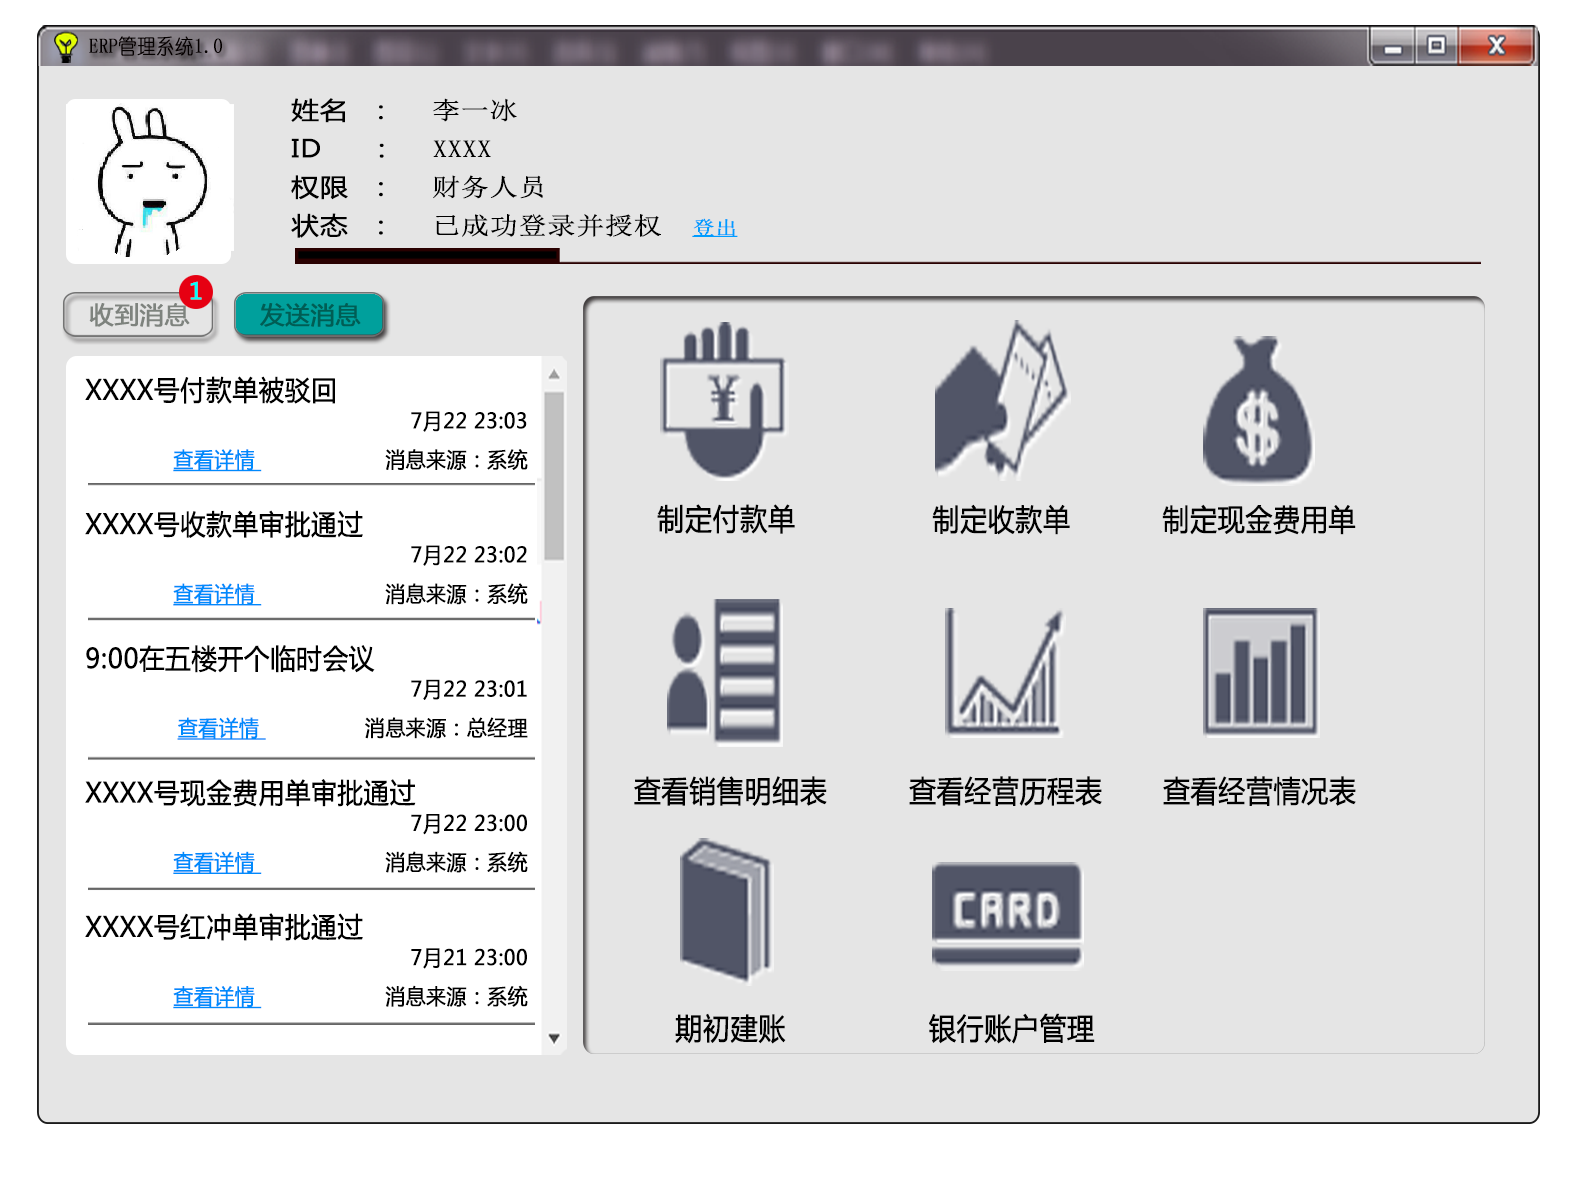 ERP管理系统1.0
姓名 : 李一冰
ID : XXXX
权限 : 财务人员
状态 : 已成功登录并授权 登出
收到消息 1 发送消息
XXXX号付款单被驳回
7月22 23:03
查看详情 消息来源:系统
XXXX号收款单审批通过
7月22 23:02
查看详情 消息来源:系统
9:00在五楼开个临时会议
7月22 23:01
查看详情 消息来源:总经理
XXXX号现金费用单审批通过
7月22 23:00
查看详情 消息来源:系统
XXXX号红冲单审批通过
7月21 23:00
查看详情 消息来源:系统
¥
$
制定付款单 制定收款单 制定现金费用单
查看销售明细表 查看经营历程表 查看经营情况表
CARD
期初建账 银行账户管理